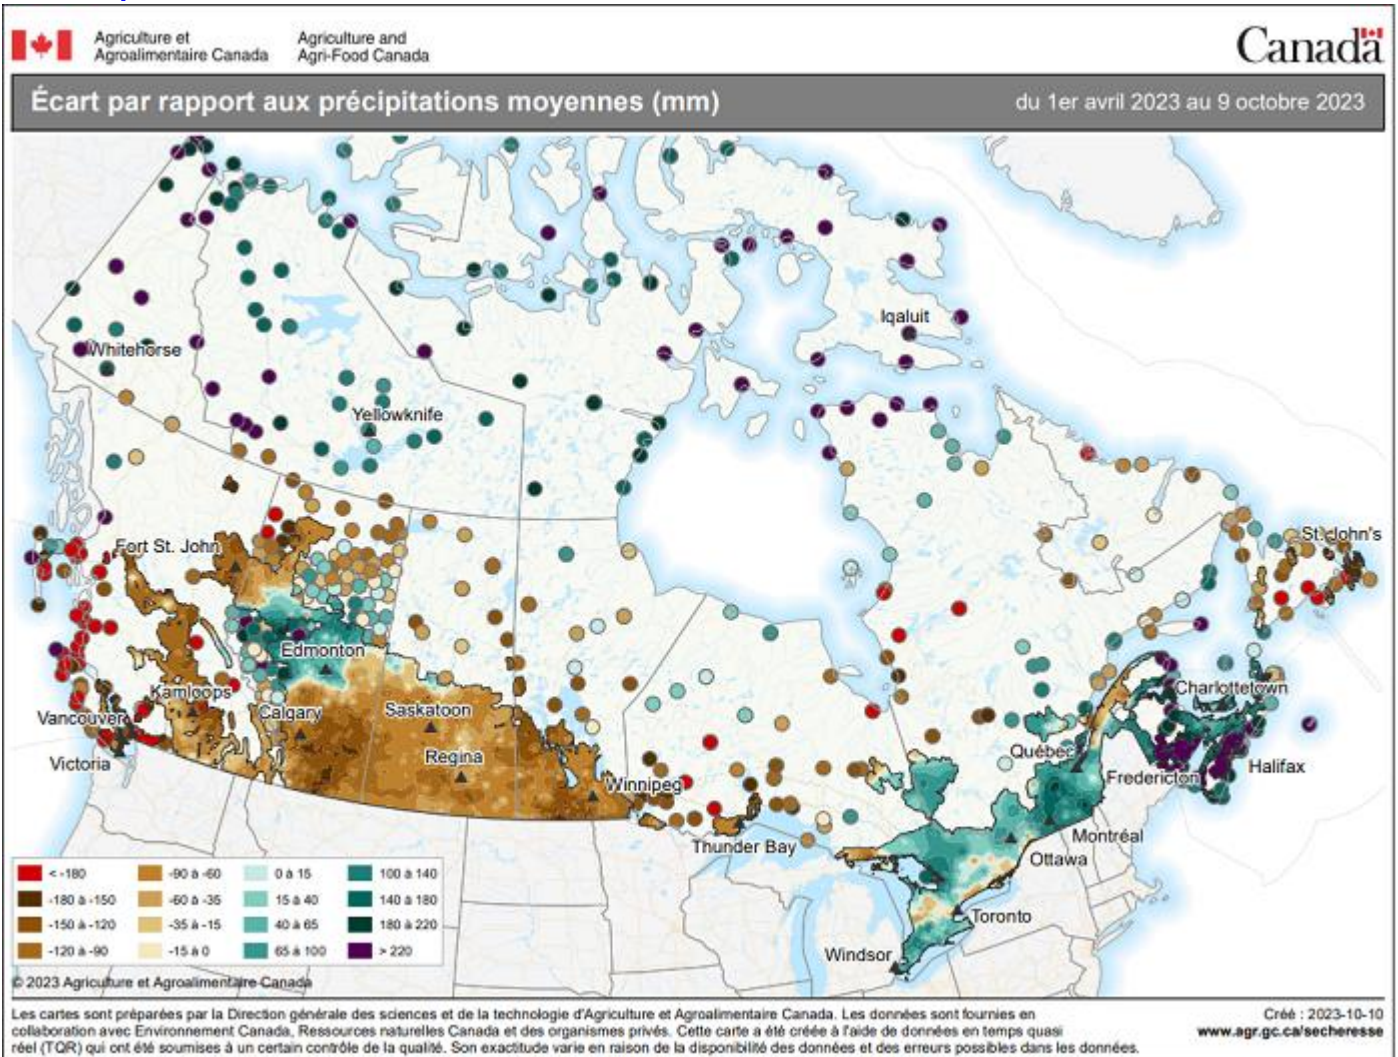 Agriculture et
Agroalimentaire Canada
Agriculture and
Agri-Food Canada
Canada
Écart par rapport aux précipitations moyennes (mm)
du 1er avril 2023 au 9 octobre 2023
Iqaluit
Whitehorse
Yellowknife
St. John's
Fort St. John
Edmonton
Kamloops
Charlottetown
Vancouver
Calgary
Saskatoon
Québec
Victoria
Regina
Halifax
Fredericton
Winnipeg
Montréal
Thunder Bay
Ottawa
Toronto
Windsor
< -180
-90 à -60
0 à 15
100 à 140
-180 à -150
-60 à -35
15 à 40
140 à 180
-150 à -120
-35 à -15
40 à 65
180 à 220
-120 à -90
-15 à 0
65 à 100
> 220
© 2023 Agriculture et Agroalimentaire Canada
Les cartes sont préparées par la Direction générale des sciences et de la technologie d'Agriculture et Agroalimentaire Canada. Les données sont fournies en
collaboration avec Environnement Canada, Ressources naturelles Canada et des organismes privés. Cette carte a été créée à l'aide de données en temps quasi
réel (TQR) qui ont été soumises à un certain contrôle de la qualité. Son exactitude varie en raison de la disponibilité des données et des erreurs possibles dans les données.
Créé : 2023-10-10
www.agr.gc.ca/secheresse